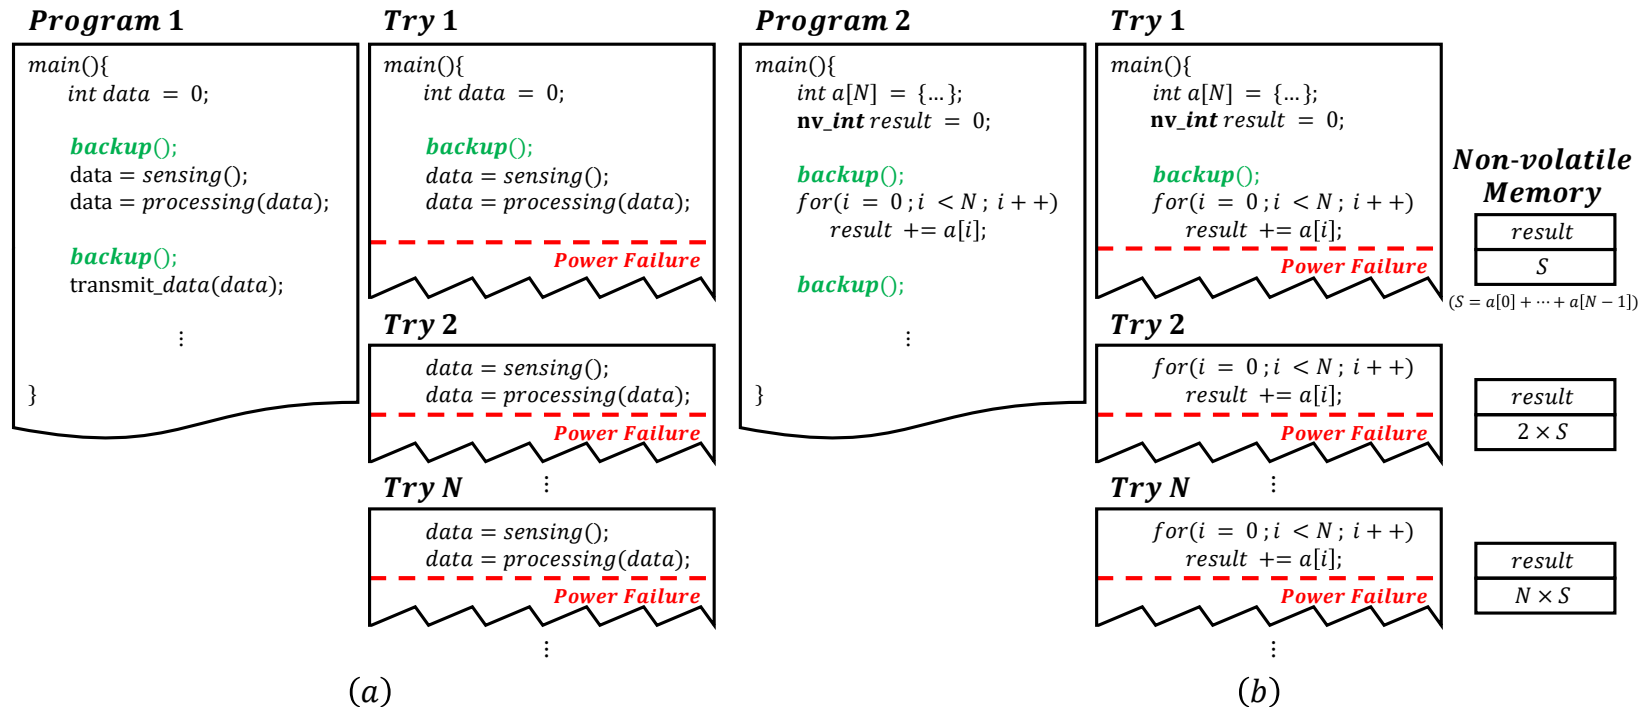 Program 1
main(){
int data = 0;
backup();
data = sensing();
data = processing(data);
backup();
transmit_data(data);
⋮
}
Try 1
main(){
int data = 0;
backup();
data = sensing();
data = processing(data);
Power Failure
Try 2
data = sensing();
data = processing(data);
Power Failure
⋮
Try N
data = sensing();
data = processing(data);
Power Failure
⋮
(a)
Program 2
main(){
int a[N] = {…};
nv_int result = 0;
backup();
for(i = 0; i < N; i++)
result += a[i];
backup();
⋮
}
Try 1
main(){
int a[N] = {…};
nv_int result = 0;
backup();
for(i = 0; i < N; i++)
result += a[i];
Power Failure
Try 2
for(i = 0; i < N; i++)
result += a[i];
Power Failure
⋮
Try N
for(i = 0; i < N; i++)
result += a[i];
Power Failure
⋮
Non-volatile
Memory
result
S
(S = a[0] + ⋯ + a[N − 1])
result
2 × S
result
N × S
(b)